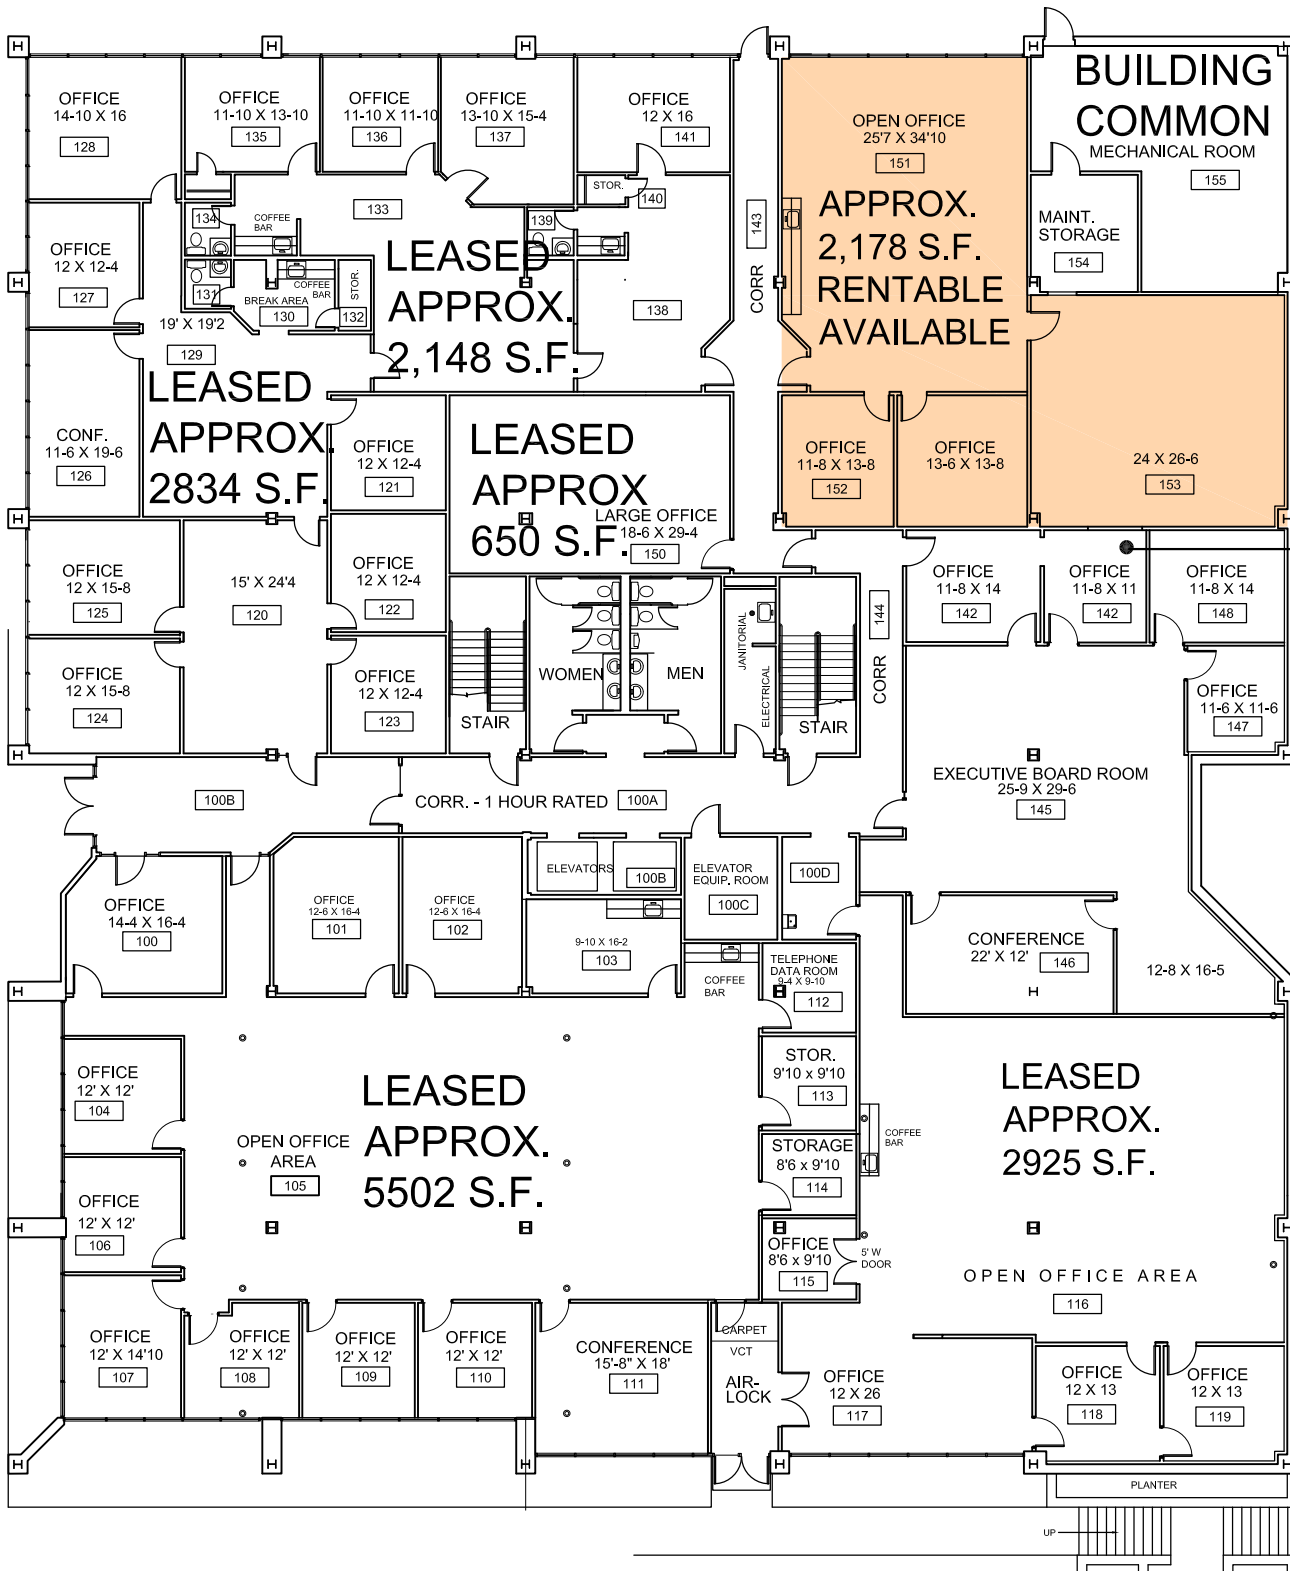 OFFICE
14-10 X 16
128
OFFICE
11-10 X 13-10
135
OFFICE
11-10 X 11-10
136
OFFICE
13-10 X 15-4
137
OFFICE
12 X 16
141
OPEN OFFICE
25'7 X 34'10
151
APPROX.
2,178 S.F.
RENTABLE
AVAILABLE
BUILDING
COMMON
MECHANICAL ROOM
155
MAINT.
STORAGE
154
STOR.
140
134
COFFEE
BAR
133
139
143
CORR
OFFICE
12 X 12-4
127
131
BREAK AREA
130
COFFEE
BAR
STOR.
132
LEASED
APPROX.
2,148 S.F.
138
19' X 19'2
129
LEASED
APPROX.
2834 S.F.
CONF.
11-6 X 19-6
126
OFFICE
12 X 12-4
121
LEASED
APPROX
650 S.F.
LARGE OFFICE
18-6 X 29-4
150
OFFICE
11-8 X 13-8
152
OFFICE
13-6 X 13-8
24 X 26-6
153
OFFICE
12 X 15-8
125
15' X 24'4
120
OFFICE
12 X 12-4
122
OFFICE
11-8 X 14
142
OFFICE
11-8 X 11
142
OFFICE
11-8 X 14
148
144
CORR
OFFICE
12 X 15-8
124
OFFICE
12 X 12-4
123
STAIR
WOMEN
MEN
JANITORIAL
ELECTRICAL
STAIR
OFFICE
11-6 X 11-6
147
EXECUTIVE BOARD ROOM
25-9 X 29-6
145
100B
CORR. - 1 HOUR RATED
100A
ELEVATORS
100B
ELEVATOR
EQUIP. ROOM
100C
100D
OFFICE
14-4 X 16-4
100
OFFICE
12-6 X 16-4
101
OFFICE
12-6 X 16-4
102
9-10 X 16-2
103
COFFEE
BAR
TELEPHONE
DATA ROOM
9-4 X 9-10
112
CONFERENCE
22' X 12'
146
12-8 X 16-5
OFFICE
12' X 12'
104
LEASED
APPROX.
5502 S.F.
OPEN OFFICE
AREA
105
STOR.
9'10 x 9'10
113
STORAGE
8'6 x 9'10
114
COFFEE
BAR
LEASED
APPROX.
2925 S.F.
OFFICE
12' X 12'
106
OFFICE
8'6 x 9'10
115
5' W
DOOR
OPEN OFFICE AREA
116
OFFICE
12' X 14'10
107
OFFICE
12' X 12'
108
OFFICE
12' X 12'
109
OFFICE
12' X 12'
110
CONFERENCE
15'-8" X 18'
111
CARPET
VCT
AIR-
LOCK
OFFICE
12 X 26
117
OFFICE
12 X 13
118
OFFICE
12 X 13
119
PLANTER
UP